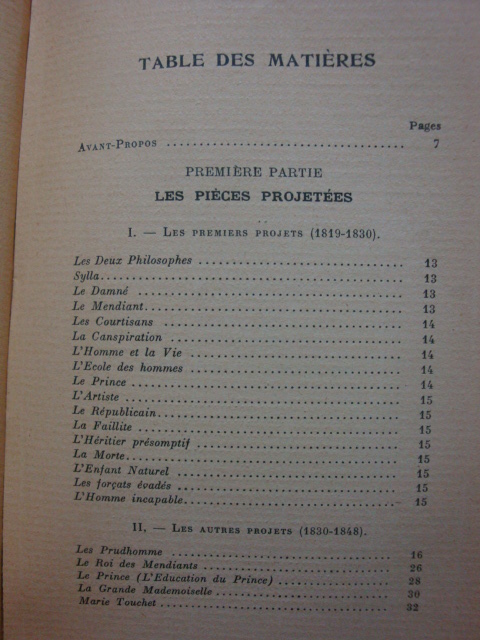 TABLE DES MATIÈRES
Pages
AVANT-PROPOS ........................................ 7
PREMIÈRE PARTIE
LES PIÈCES PROJETÉES
I. — LES PREMIERS PROJETS (1819-1830).
Les Deux Philosophes .............................. 13
Sylla .............................. 13
Le Damné .............................. 13
Le Mendiant .............................. 13
Les Courtisans .............................. 14
La Canspiration .............................. 14
L'Homme et la Vie .............................. 14
L'Ecole des hommes .............................. 14
Le Prince .............................. 14
L'Artiste .............................. 15
Le Républicain .............................. 15
La Faillite .............................. 15
L'Héritier présomptif .............................. 15
La Morte .............................. 15
L'Enfant Naturel .............................. 15
Les forçats évadés .............................. 15
L'Homme incapable .............................. 15
II. — LES AUTRES PROJETS (1830-1848).
Les Prudhomme .............................. 16
Le Roi des Mendiants .............................. 26
Le Prince (L'Education du Prince) .............................. 28
La Grande Mademoiselle .............................. 30
Marie Touchet .............................. 32